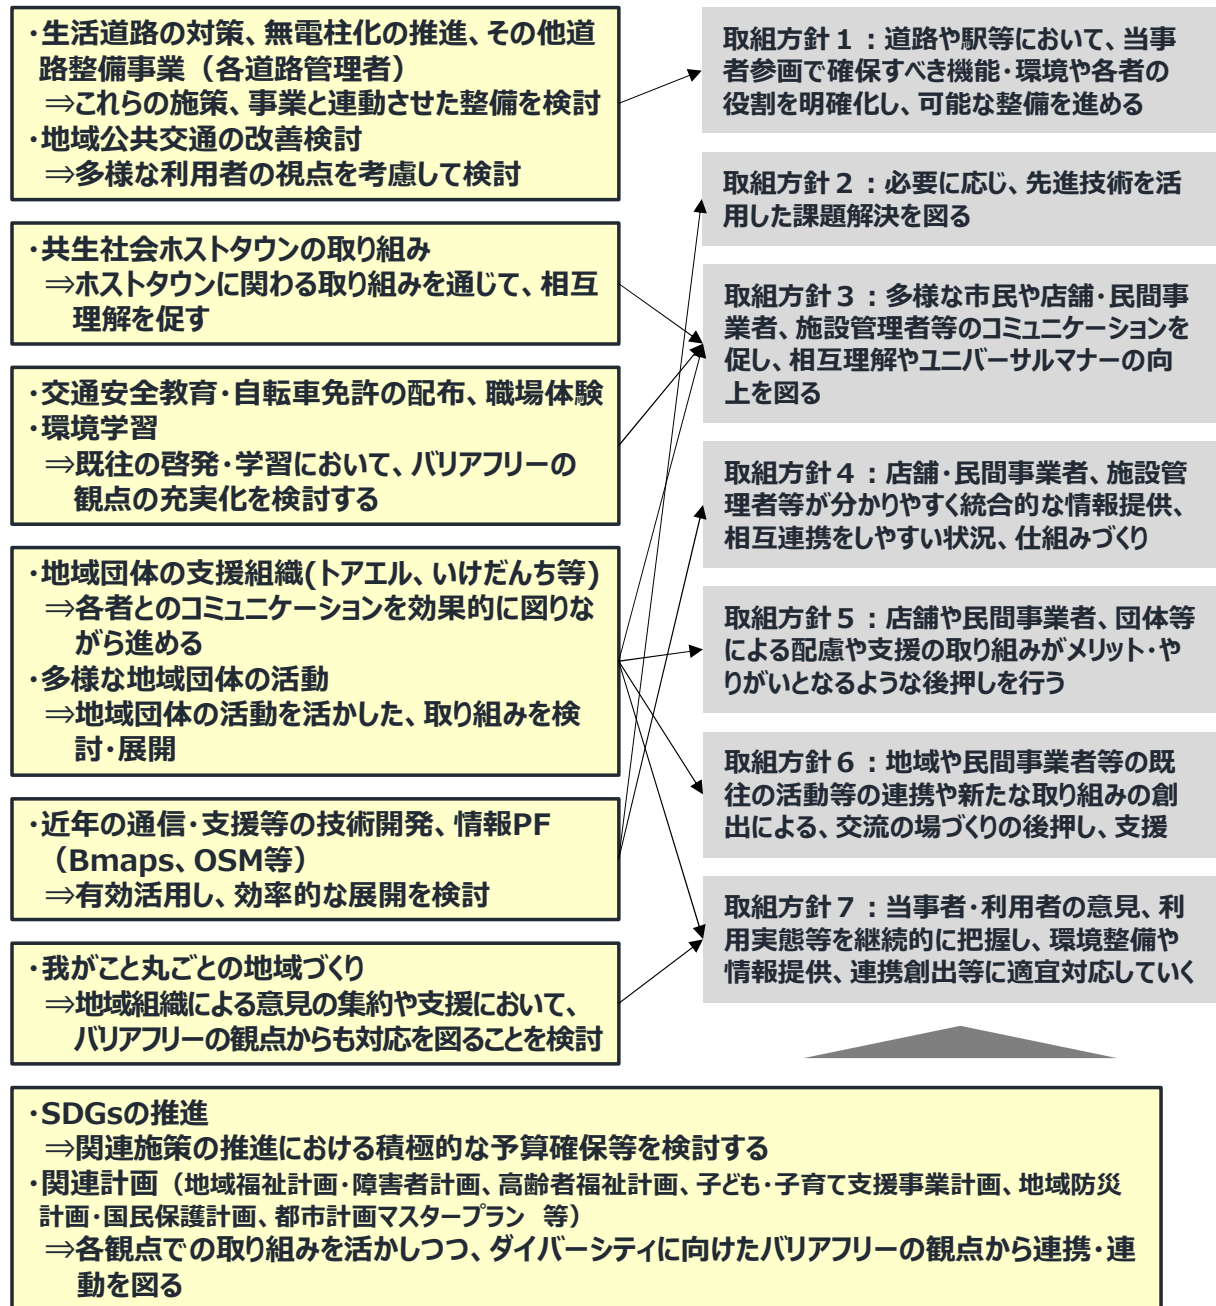 ・生活道路の対策、無電柱化の推進、その他道
路整備事業（各道路管理者）
⇒これらの施策、事業と連動させた整備を検討
・地域公共交通の改善検討
⇒多様な利用者の視点を考慮して検討
・共生社会ホストタウンの取り組み
⇒ホストタウンに関わる取り組みを通じて、相互
理解を促す
・交通安全教育・自転車免許の配布、職場体験
・環境学習
⇒既往の啓発・学習において、バリアフリーの
観点の充実化を検討する
・地域団体の支援組織(トアエル、いけだんち等)
⇒各者とのコミュニケーションを効果的に図りな
がら進める
・多様な地域団体の活動
⇒地域団体の活動を活かした、取り組みを検
討・展開
・近年の通信・支援等の技術開発、情報PF
（Bmaps、OSM等）
⇒有効活用し、効率的な展開を検討
・我がこと丸ごとの地域づくり
⇒地域組織による意見の集約や支援において、
バリアフリーの観点からも対応を図ることを検討
取組方針１：道路や駅等において、当事
者参画で確保すべき機能・環境や各者の
役割を明確化し、可能な整備を進める
取組方針２：必要に応じ、先進技術を活
用した課題解決を図る
取組方針３：多様な市民や店舗・民間事
業者、施設管理者等のコミュニケーションを
促し、相互理解やユニバーサルマナーの向
上を図る
取組方針４：店舗・民間事業者、施設管
理者等が分かりやすく統合的な情報提供、
相互連携をしやすい状況、仕組みづくり
取組方針５：店舗や民間事業者、団体等
による配慮や支援の取り組みがメリット・や
りがいとなるような後押しを行う
取組方針６：地域や民間事業者等の既
往の活動等の連携や新たな取り組みの創
出による、交流の場づくりの後押し、支援
取組方針７：当事者・利用者の意見、利
用実態等を継続的に把握し、環境整備や
情報提供、連携創出等に適宜対応していく
・SDGsの推進
⇒関連施策の推進における積極的な予算確保等を検討する
・関連計画（地域福祉計画・障害者計画、高齢者福祉計画、子ども・子育て支援事業計画、地域防災
計画・国民保護計画、都市計画マスタープラン 等）
⇒各観点での取り組みを活かしつつ、ダイバーシティに向けたバリアフリーの観点から連携・連
動を図る